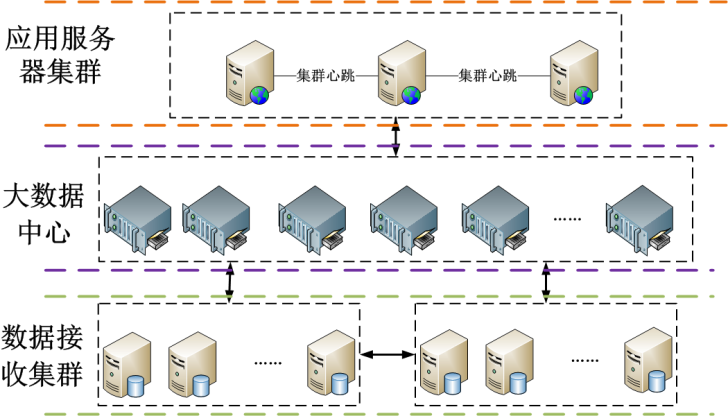 应用服务
器集群
集群心跳
集群心跳
大数据
中心
......
数据接
收集群
......
......